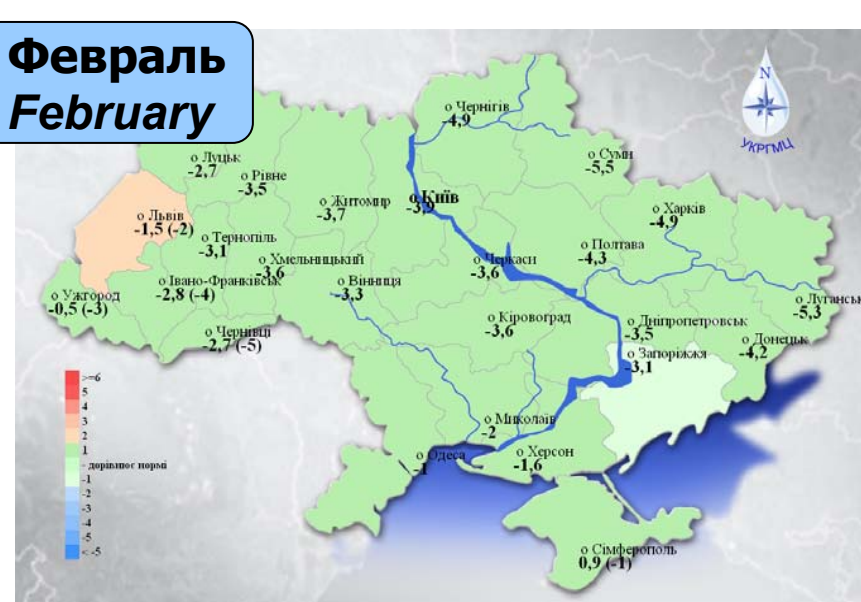 Февраль
February
N
УКРГМЦ
о Чернігів
-4,9
о Луцьк
-2,7
о Рівне
-3,5
о Суми
-5,5
о Житомир
-3,7
о Київ
-3,9
о Львів
-1,5 (-2)
о Харків
-4,9
о Тернопіль
-3,1
о Полтава
-4,3
о Хмельницький
-3,6
о Черкаси
-3,6
о Івано-Франківськ
-2,8 (-4)
о Вінниця
-3,3
о Ужгород
-0,5 (-3)
о Луганськ
-5,3
о Кіровоград
-3,6
о Дніпропетровськ
-3,5
о Чернівці
-2,7 (-5)
о Донецьк
-4,2
о Запоріжжя
-3,1
о Миколаїв
-2
о Одеса
-1
о Херсон
-1,6
о Сімферополь
0,9 (-1)
>=6
5
4
3
2
1
- дорівнює нормі
-1
-2
-3
-4
-5
< -5